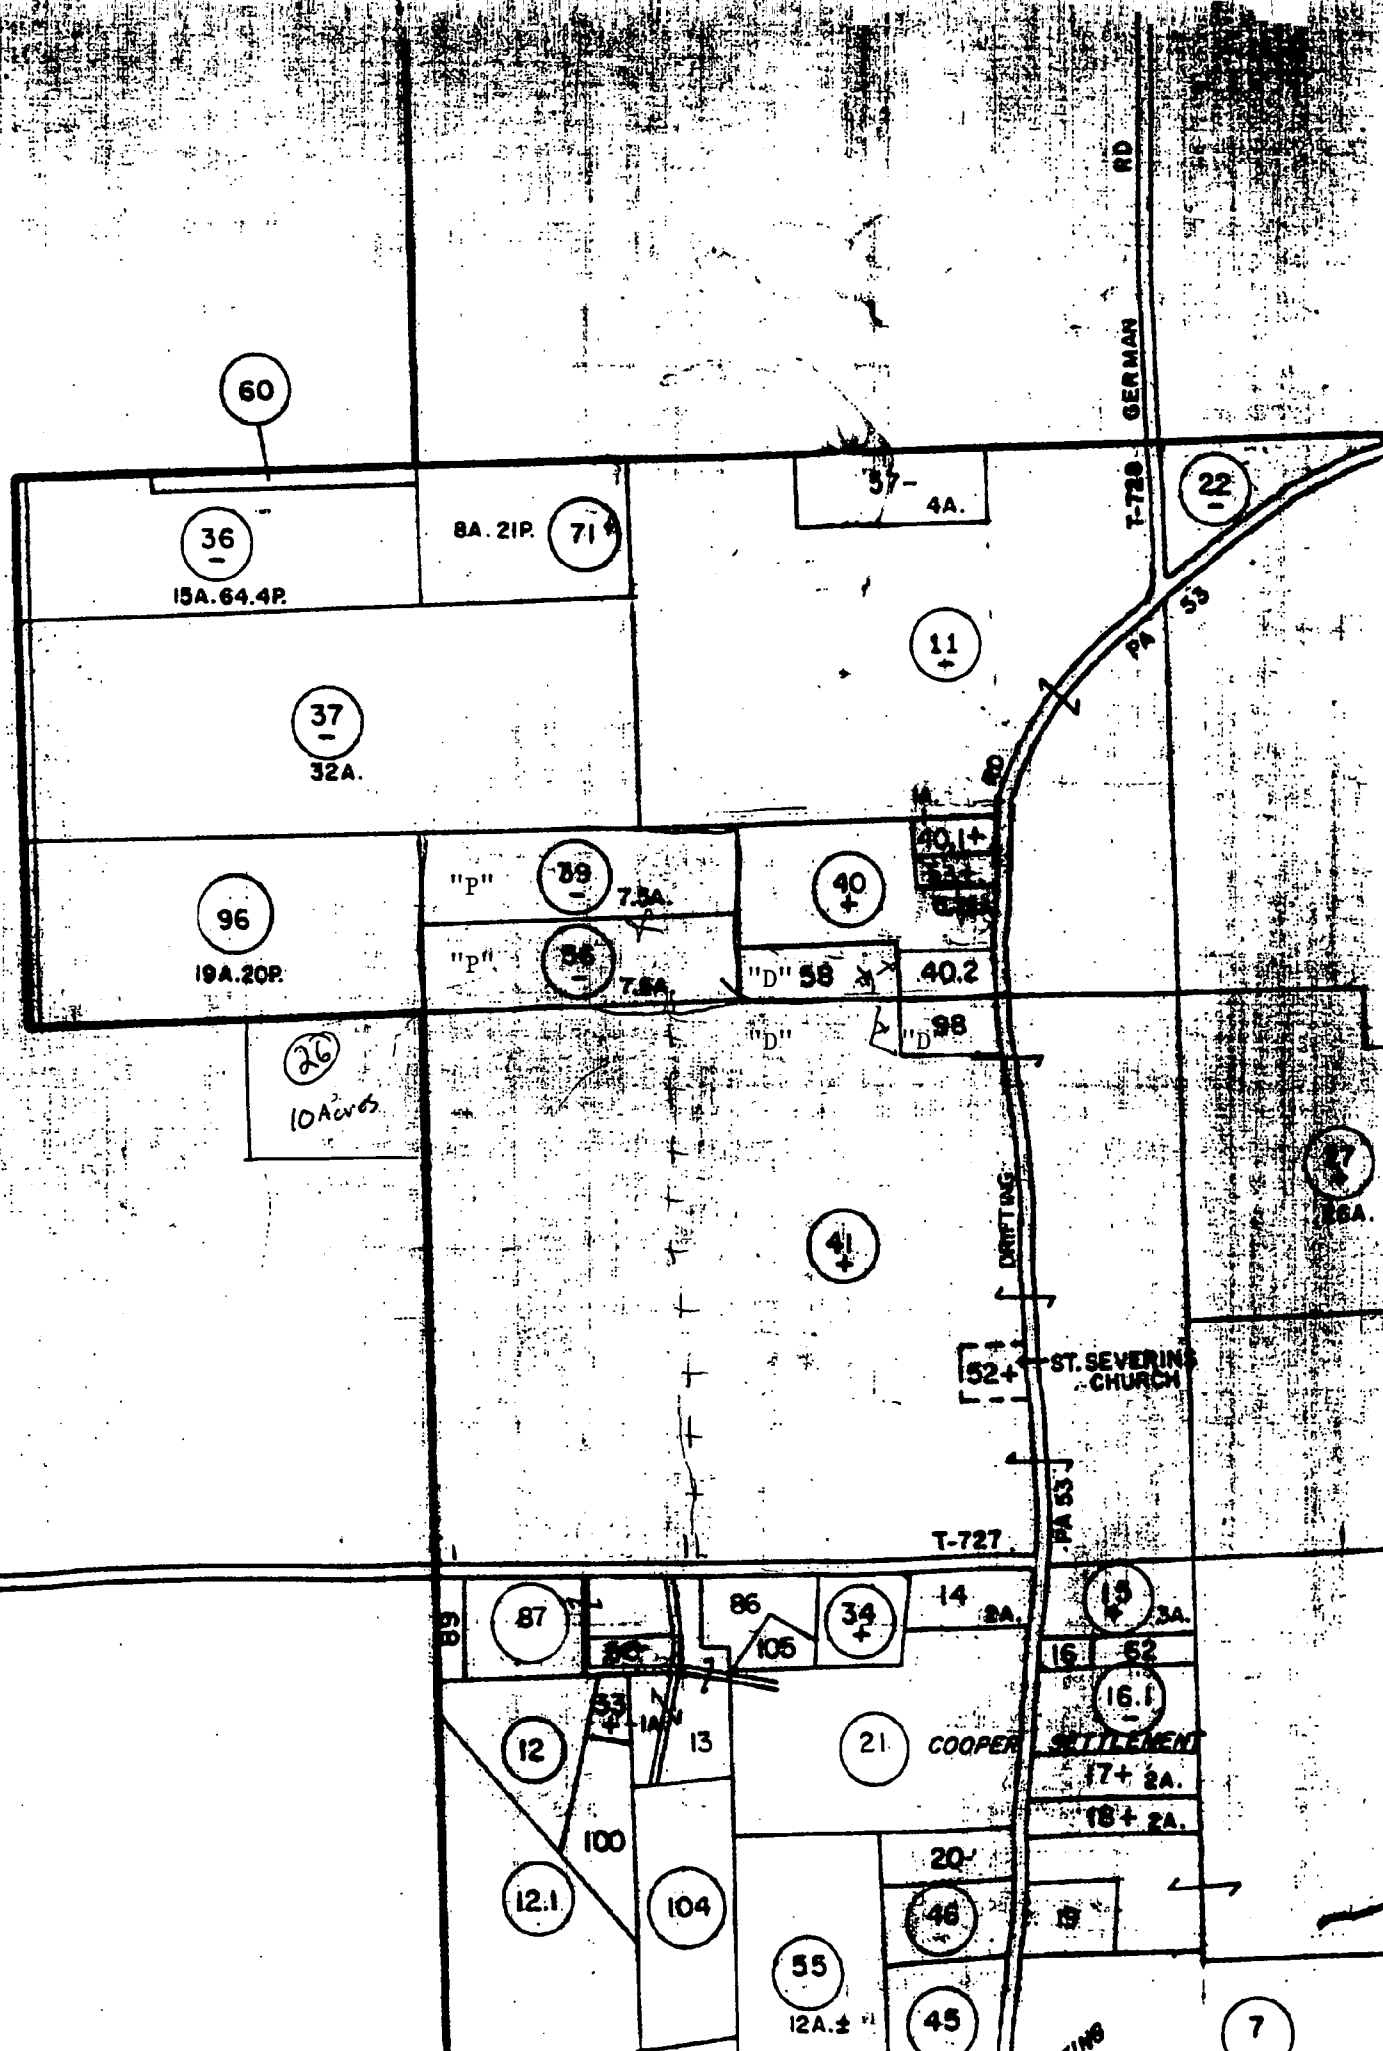 RD
GERMAN
T-728
60
36
-
15A.64.4P.
8A.21P.
71
57-
4A.
22
-
PA 53
11
+
37
-
32A.
RD
"P"
39
-
7.5A.
40
+
40.1+
53+
96
19A.20P.
"P"
56
-
7.5A.
"D" 58
40.2
"D"
"D" 98
26
10 Acres
27
+
26A.
DRIFTING
41
+
52+
ST. SEVERINS
CHURCH
PA 53
T-727
89
87
86
105
34
+
14
2A.
15
+
3A.
16
62
16.1
-
33
+
1A
12
13
21
COOPER SETTLEMENT
17+ 2A.
18+ 2A.
100
20-
12.1
104
46
19
55
12A.±
45
7